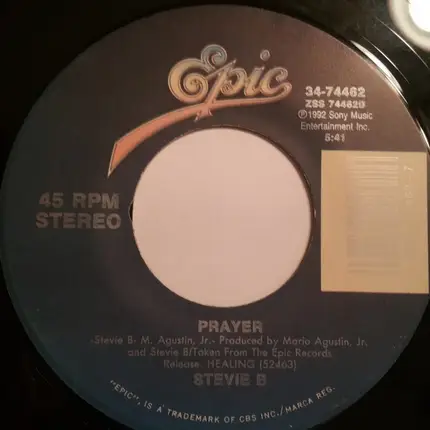 Epic
34-74462
ZSS 74462B
℗1992 Sony Music
Entertainment Inc.
5:41
45 RPM
STEREO
PRAYER
-Stevie B- M. Agustin, Jr.- Produced by Mario Agustin, Jr.
and Stevie B/Taken From The Epic Records
Release: HEALING (52463)
STEVIE B
"EPIC", IS A TRADEMARK OF CBS INC./MARCA REG.